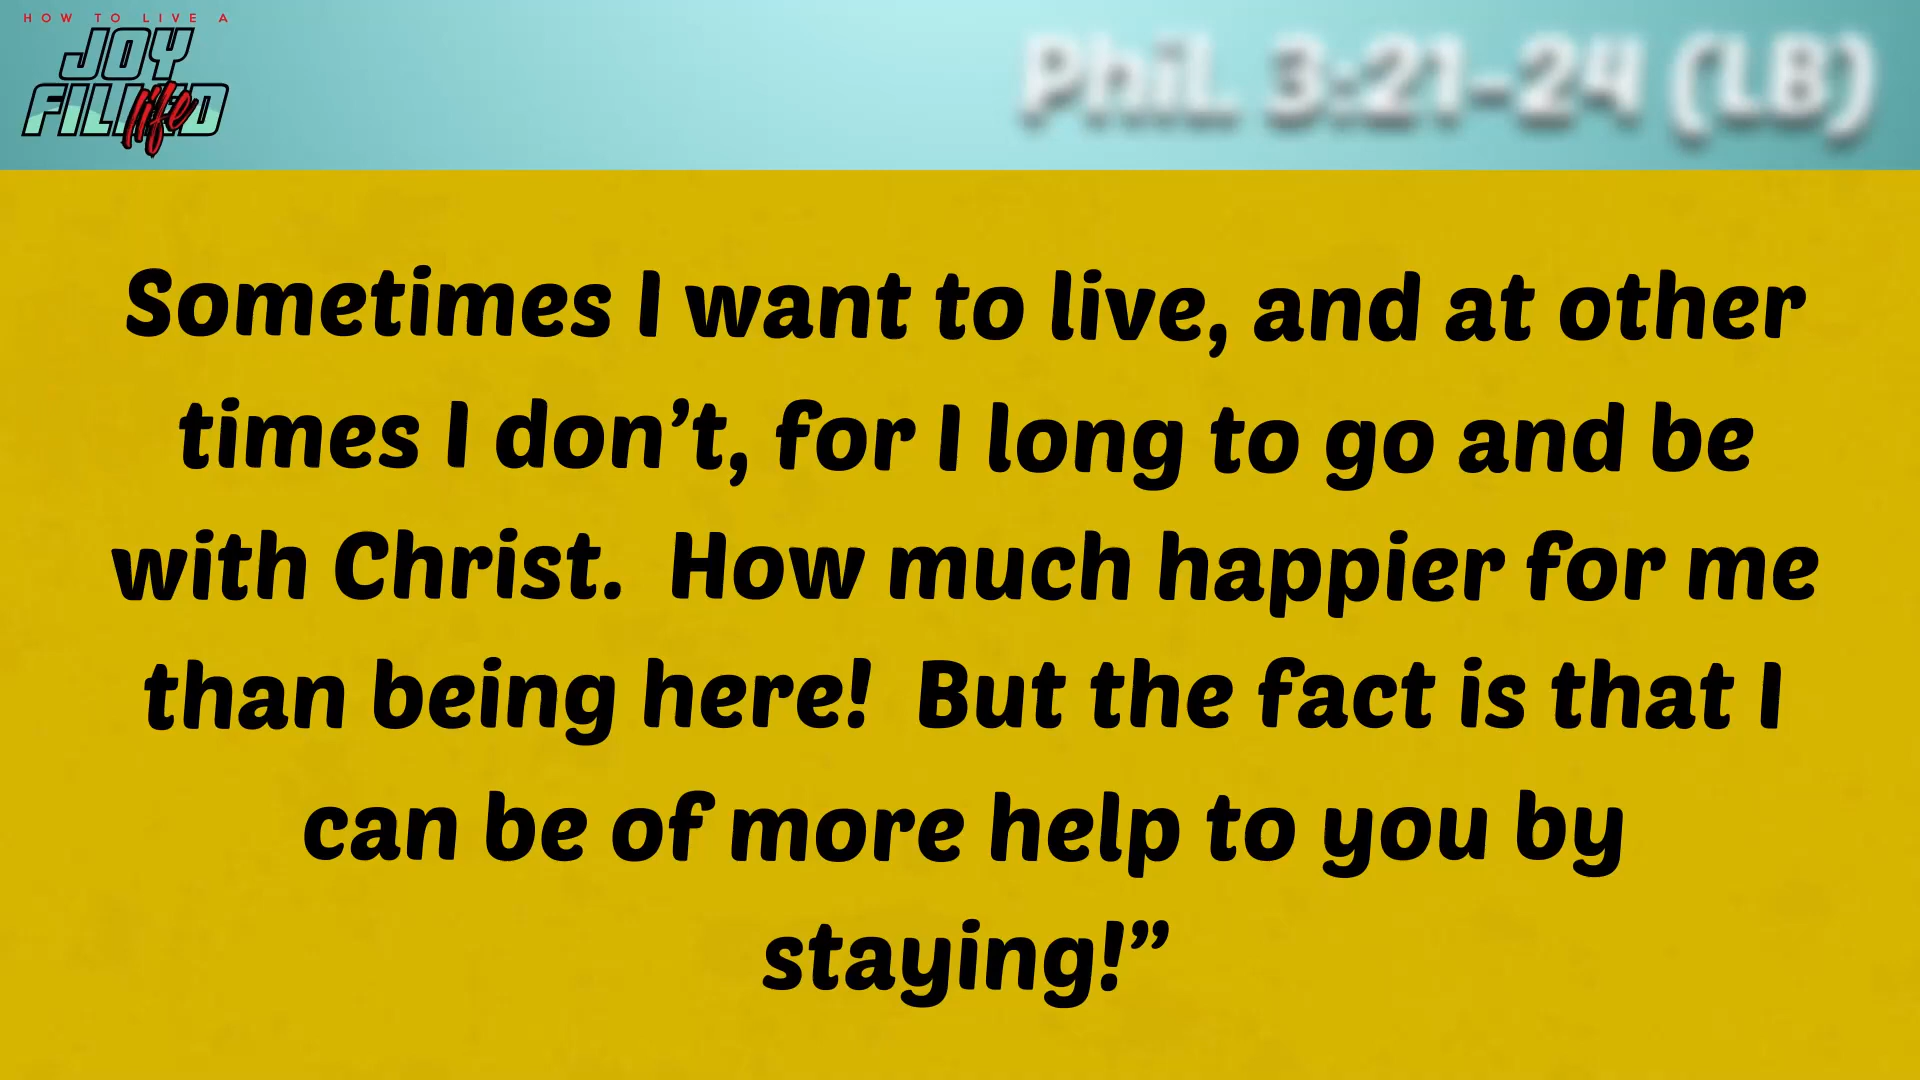 HOW TO LIVE A
JOY
FILLED
life
Phil. 3:21-24 (LB)
Sometimes I want to live, and at other
times I don’t, for I long to go and be
with Christ.  How much happier for me
than being here!  But the fact is that I
can be of more help to you by
staying!”